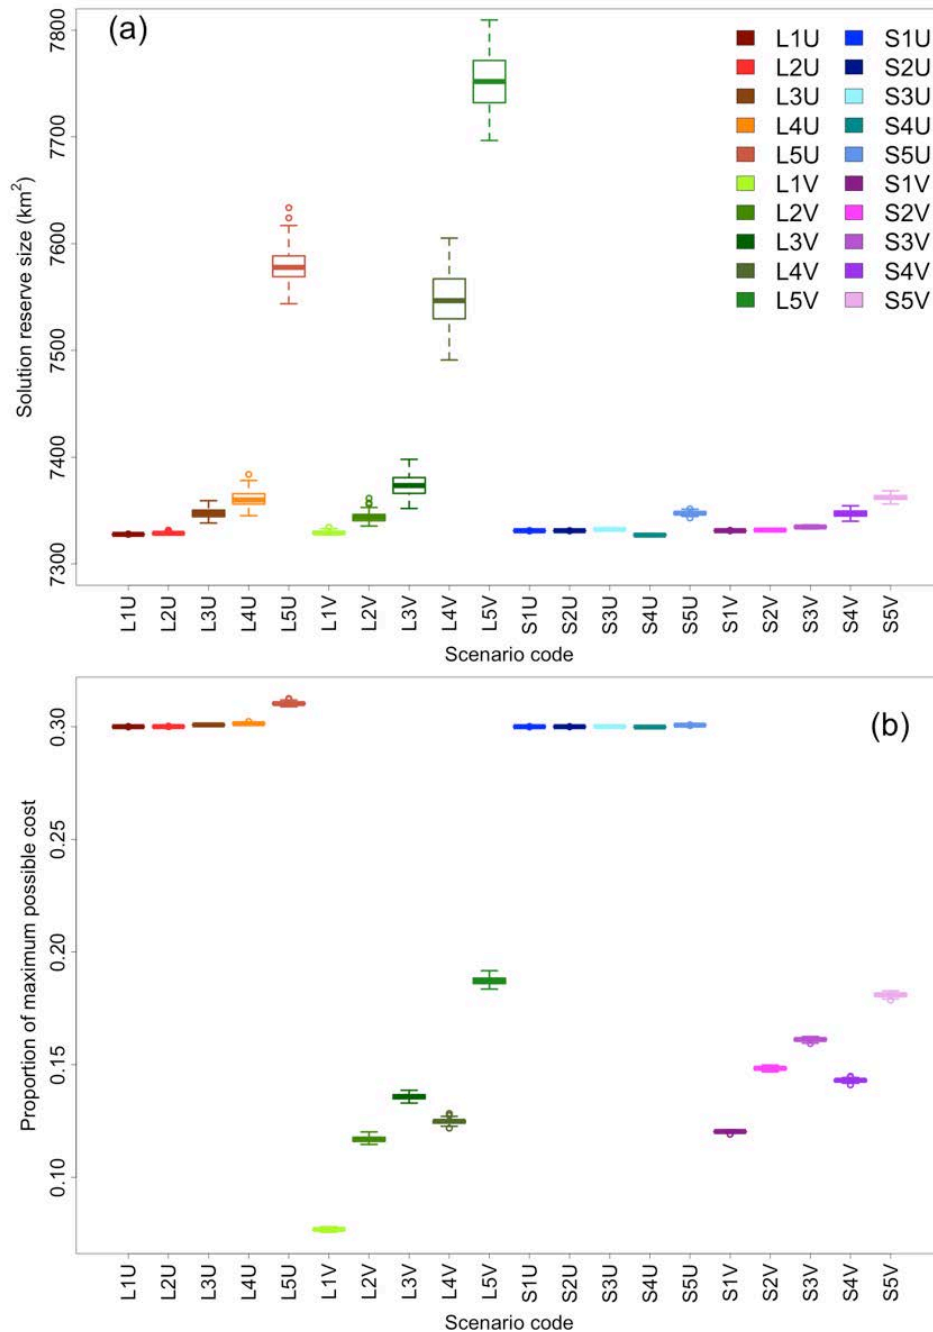 (a)
Solution reserve size (km²)
7800
7700
7600
7500
7400
7300
L1U S1U
L2U S2U
L3U S3U
L4U S4U
L5U S5U
L1V S1V
L2V S2V
L3V S3V
L4V S4V
L5V S5V
L1U L2U L3U L4U L5U L1V L2V L3V L4V L5V S1U S2U S3U S4U S5U S1V S2V S3V S4V S5V
Scenario code
(b)
Proportion of maximum possible cost
0.30
0.25
0.20
0.15
0.10
L1U L2U L3U L4U L5U L1V L2V L3V L4V L5V S1U S2U S3U S4U S5U S1V S2V S3V S4V S5V
Scenario code